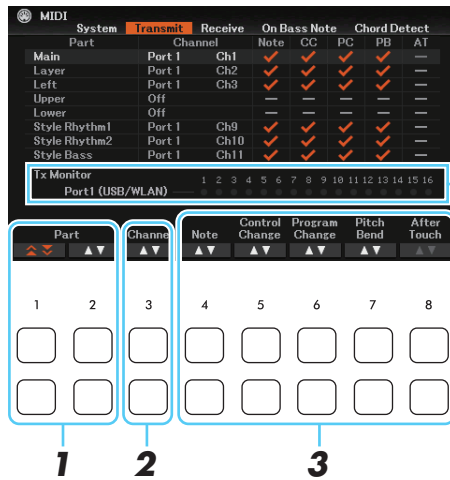 MIDI
System Transmit Receive On Bass Note Chord Detect
Part Channel Note CC PC PB AT
Main Port 1 Ch1
Layer Port 1 Ch2
Left Port 1 Ch3
Upper Off
Lower Off
Style Rhythm1 Port 1 Ch9
Style Rhythm2 Port 1 Ch10
Style Bass Port 1 Ch11
Tx Monitor 1 2 3 4 5 6 7 8 9 10 11 12 13 14 15 16
Port1 (USB/WLAN)
Part Channel Note Control Change Program Change Pitch Bend After Touch
1 2 3 4 5 6 7 8
1 2 3